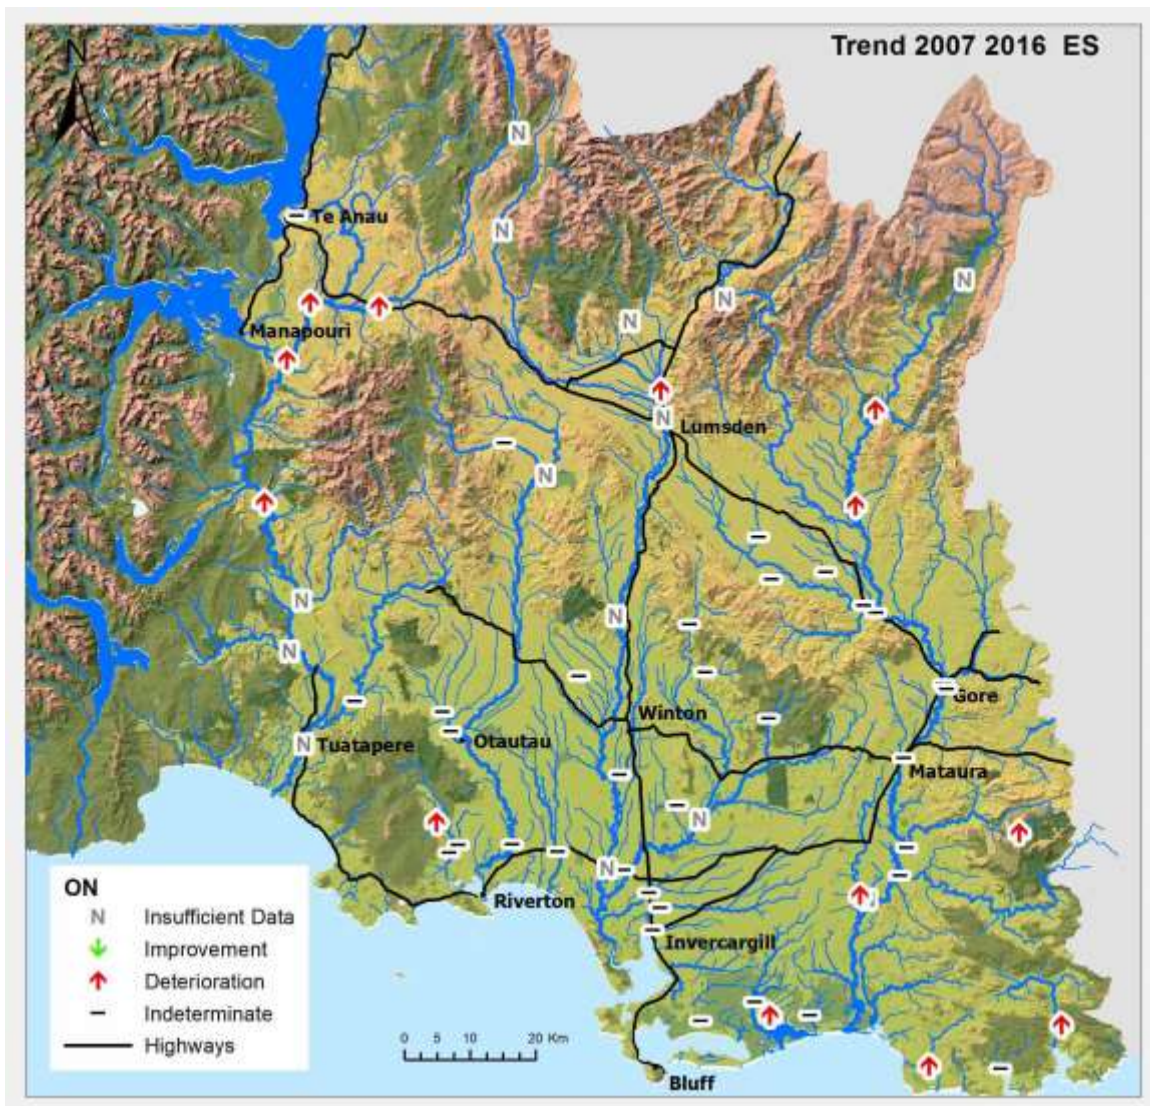 Trend 2007 2016 ES
N
N
N
Te Anau
N
N
N
Manapouri
N
Lumsden
N
N
N
N
Gore
N
Winton
N
Tuatapere
Otautau
Mataura
N
N
N
Riverton
Invercargill
Bluff
ON
N Insufficient Data
Improvement
Deterioration
Indeterminate
Highways
0 5 10 20 Km